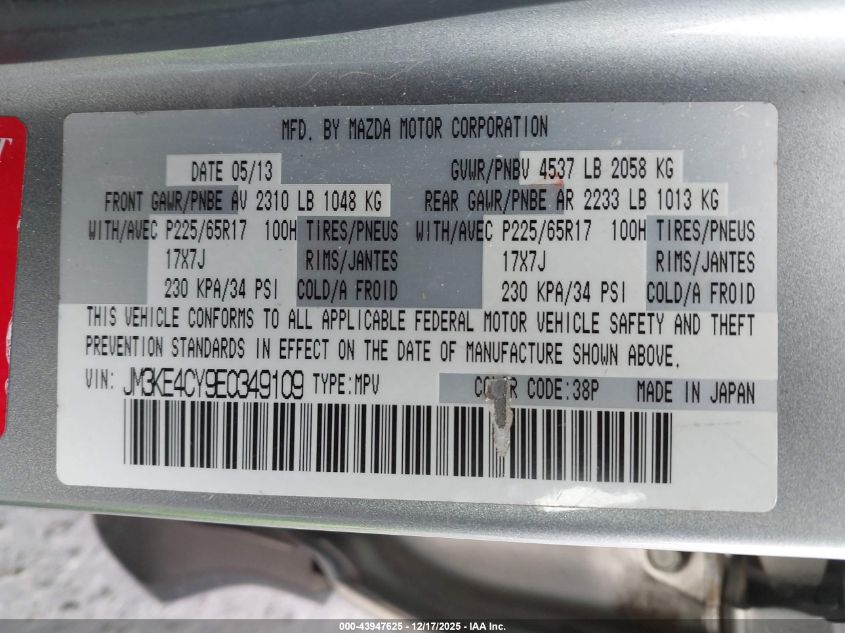 T
MFD. BY MAZDA MOTOR CORPORATION
DATE 05/13 GVWR/PNBV 4537 LB 2058 KG
FRONT GAWR/PNBE AV 2310 LB 1048 KG REAR GAWR/PNBE AR 2233 LB 1013 KG
WITH/AVEC P225/65R17 100H TIRES/PNEUS WITH/AVEC P225/65R17 100H TIRES/PNEUS
17X7J RIMS/JANTES 17X7J RIMS/JANTES
230 KPA/34 PSI COLD/A FROID 230 KPA/34 PSI COLD/A FROID
THIS VEHICLE CONFORMS TO ALL APPLICABLE FEDERAL MOTOR VEHICLE SAFETY AND THEFT
PREVENTION STANDARDS IN EFFECT ON THE DATE OF MANUFACTURE SHOWN ABOVE.
VIN: JM3KE4CY9E0349109 TYPE:MPV COLOR CODE:38P MADE IN JAPAN
000-43947625 - 12/17/2025 - IAA Inc.